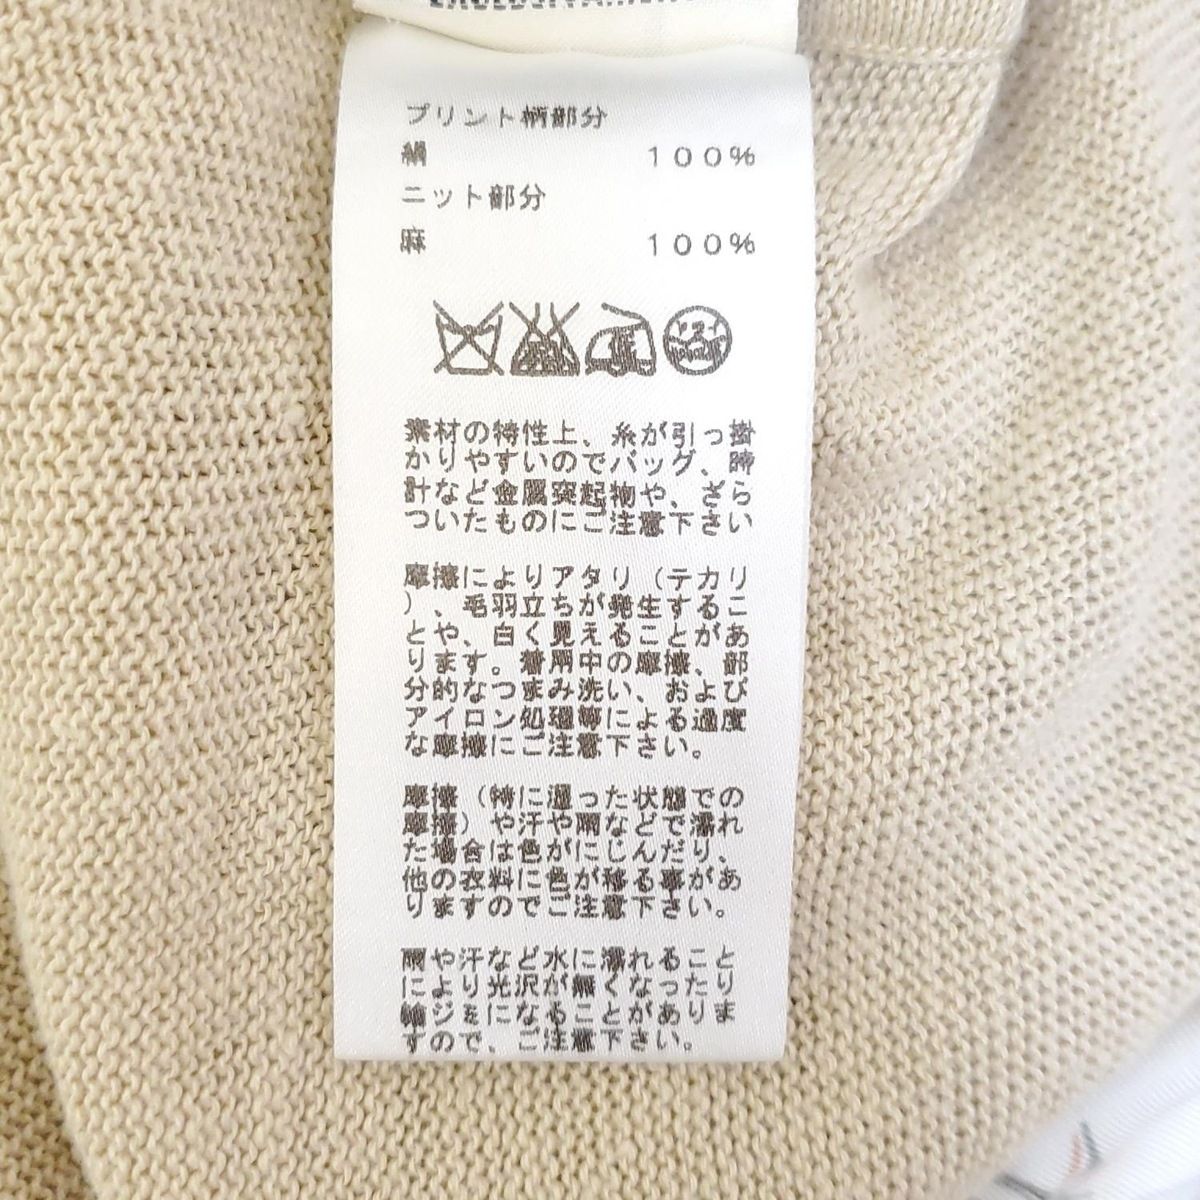 プリント柄部分
絹 100%
ニット部分
麻 100%
素材の特性上、糸が引っ掛
かりやすいのでバッグ、時
計など金属突起物や、ざら
ついたものにご注意下さい
摩擦によりアタリ（テカリ
）、毛羽立ちが発生するこ
とや、白く見えることがあ
ります。着用中の摩擦、部
分的なつまみ洗い、および
アイロン処理等による過度
な摩擦にご注意下さい。
摩擦（特に湿った状態での
摩擦）や汗や雨などで濡れ
た場合は色がにじんだり、
他の衣料に色が移る事があ
りますのでご注意下さい。
雨や汗など水に濡れること
により光沢が無くなったり
輪ジミになることがありま
すので、ご注意下さい。